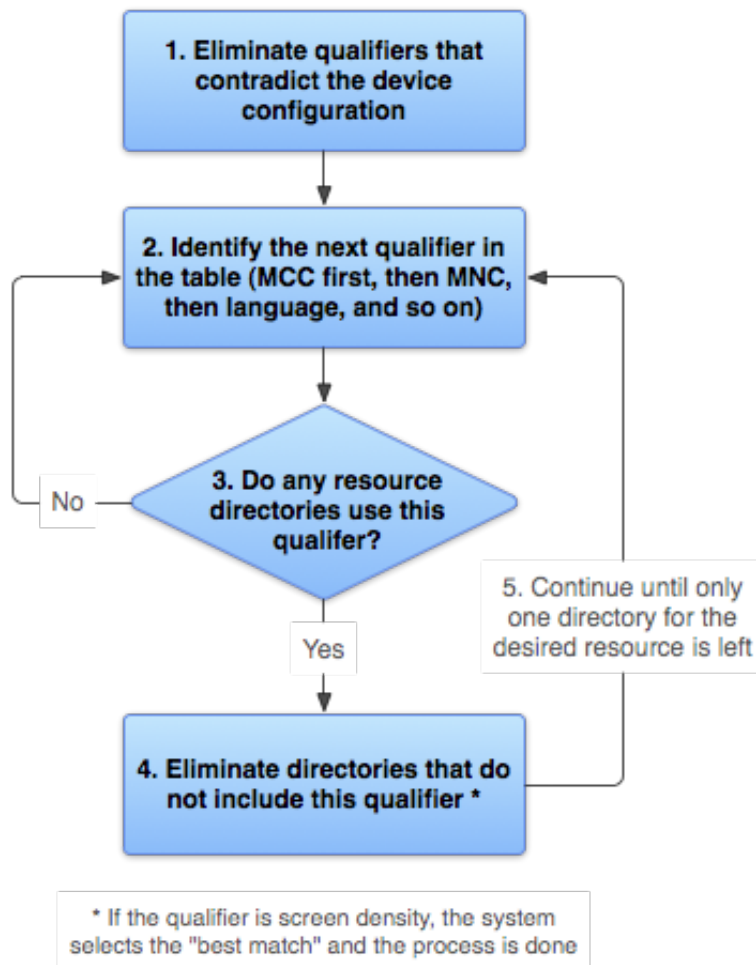 1. Eliminate qualifiers that
contradict the device
configuration
2. Identify the next qualifier in
the table (MCC first, then MNC,
then language, and so on)
3. Do any resource
directories use this
qualifer?
No
Yes
5. Continue until only
one directory for the
desired resource is left
4. Eliminate directories that do
not include this qualifier *
* If the qualifier is screen density, the system
selects the "best match" and the process is done